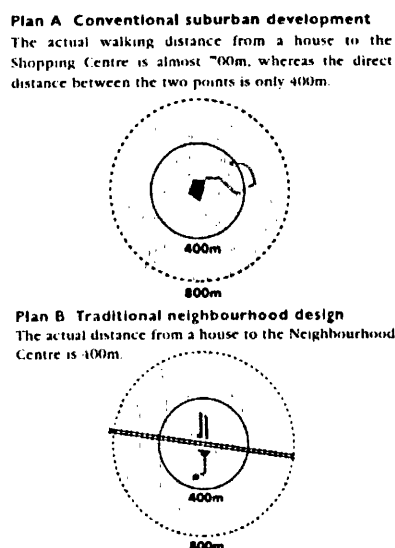 Plan A Conventional suburban development
The actual walking distance from a house to the
Shopping Centre is almost 700m, whereas the direct
distance between the two points is only 400m.
400m
800m
Plan B Traditional neighbourhood design
The actual distance from a house to the Neighbourhood
Centre is 400m.
400m
800m